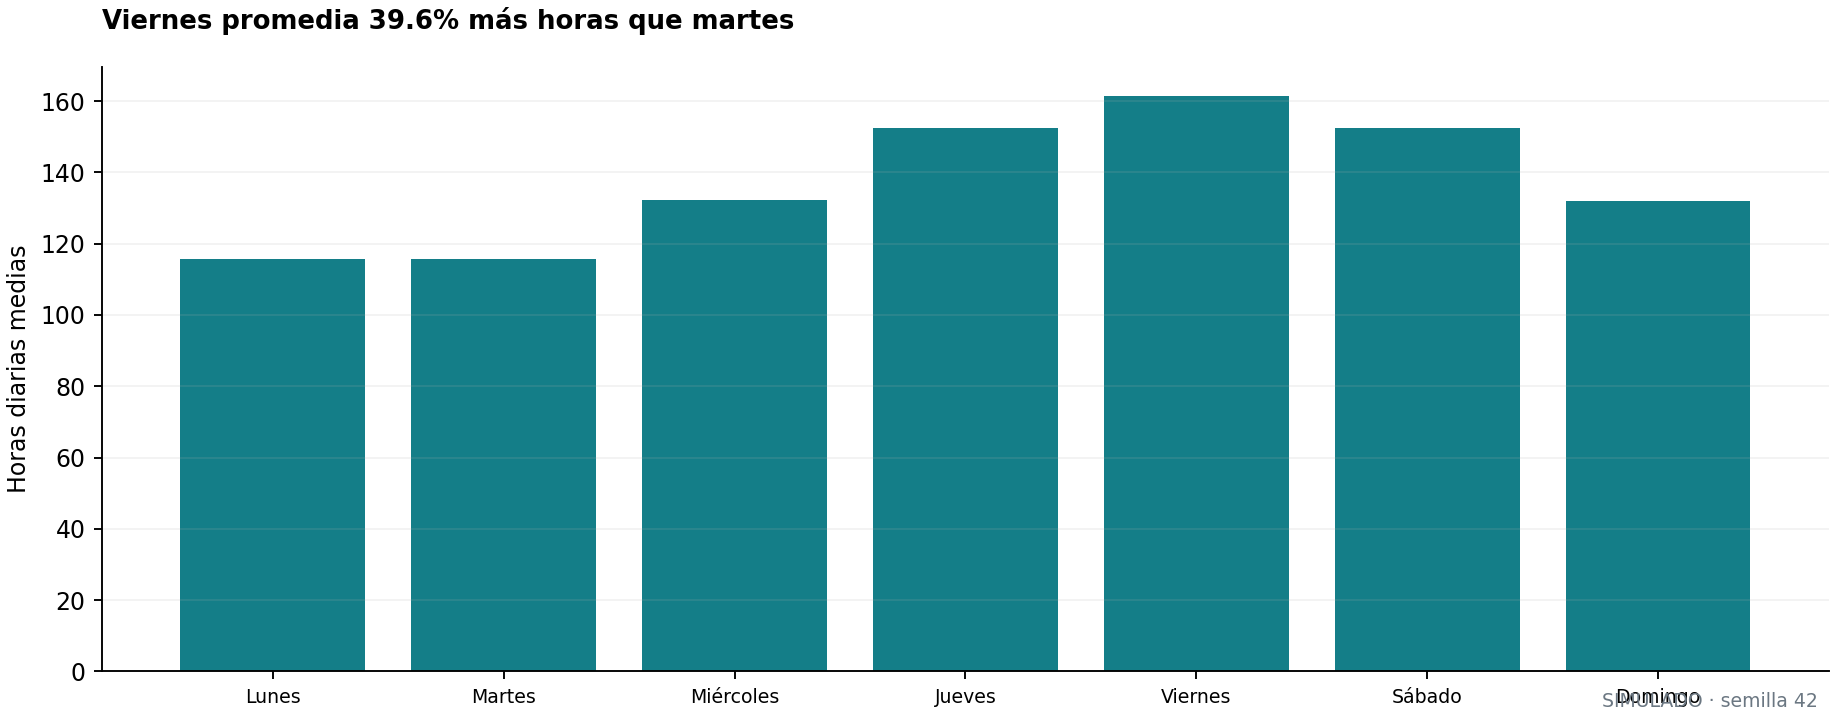 Viernes promedia 39.6% más horas que martes
Horas diarias medias
160
140
120
100
80
60
40
20
0
Lunes Martes Miércoles Jueves Viernes Sábado Domingo
SIMULADO · semilla 42